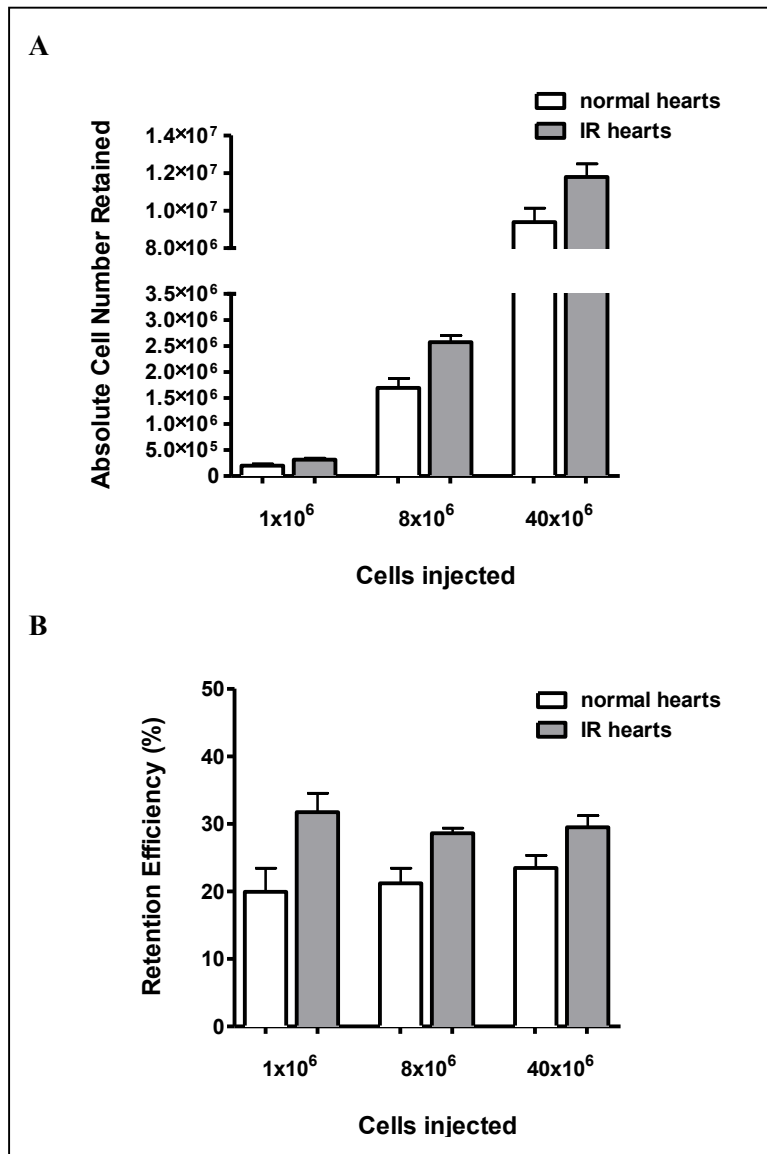 A
normal hearts
IR hearts
Absolute Cell Number Retained
1.4×10⁷
1.2×10⁷
1.0×10⁷
8.0×10⁶
3.5×10⁶
3.0×10⁶
2.5×10⁶
2.0×10⁶
1.5×10⁶
1.0×10⁶
5.0×10⁵
0
1x10⁶ 8x10⁶ 40x10⁶
Cells injected
B
normal hearts
IR hearts
Retention Efficiency (%)
50
40
30
20
10
0
1x10⁶ 8x10⁶ 40x10⁶
Cells injected